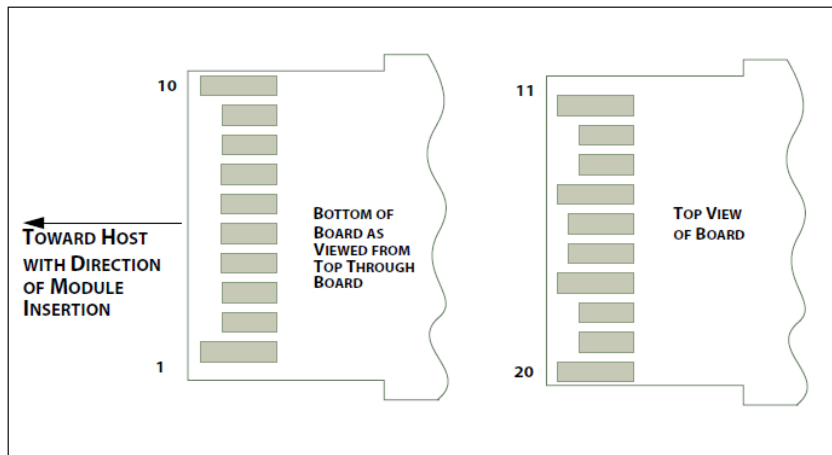 10
1
TOWARD HOST
WITH DIRECTION
OF MODULE
INSERTION
BOTTOM OF
BOARD AS
VIEWED FROM
TOP THROUGH
BOARD
11
20
TOP VIEW
OF BOARD